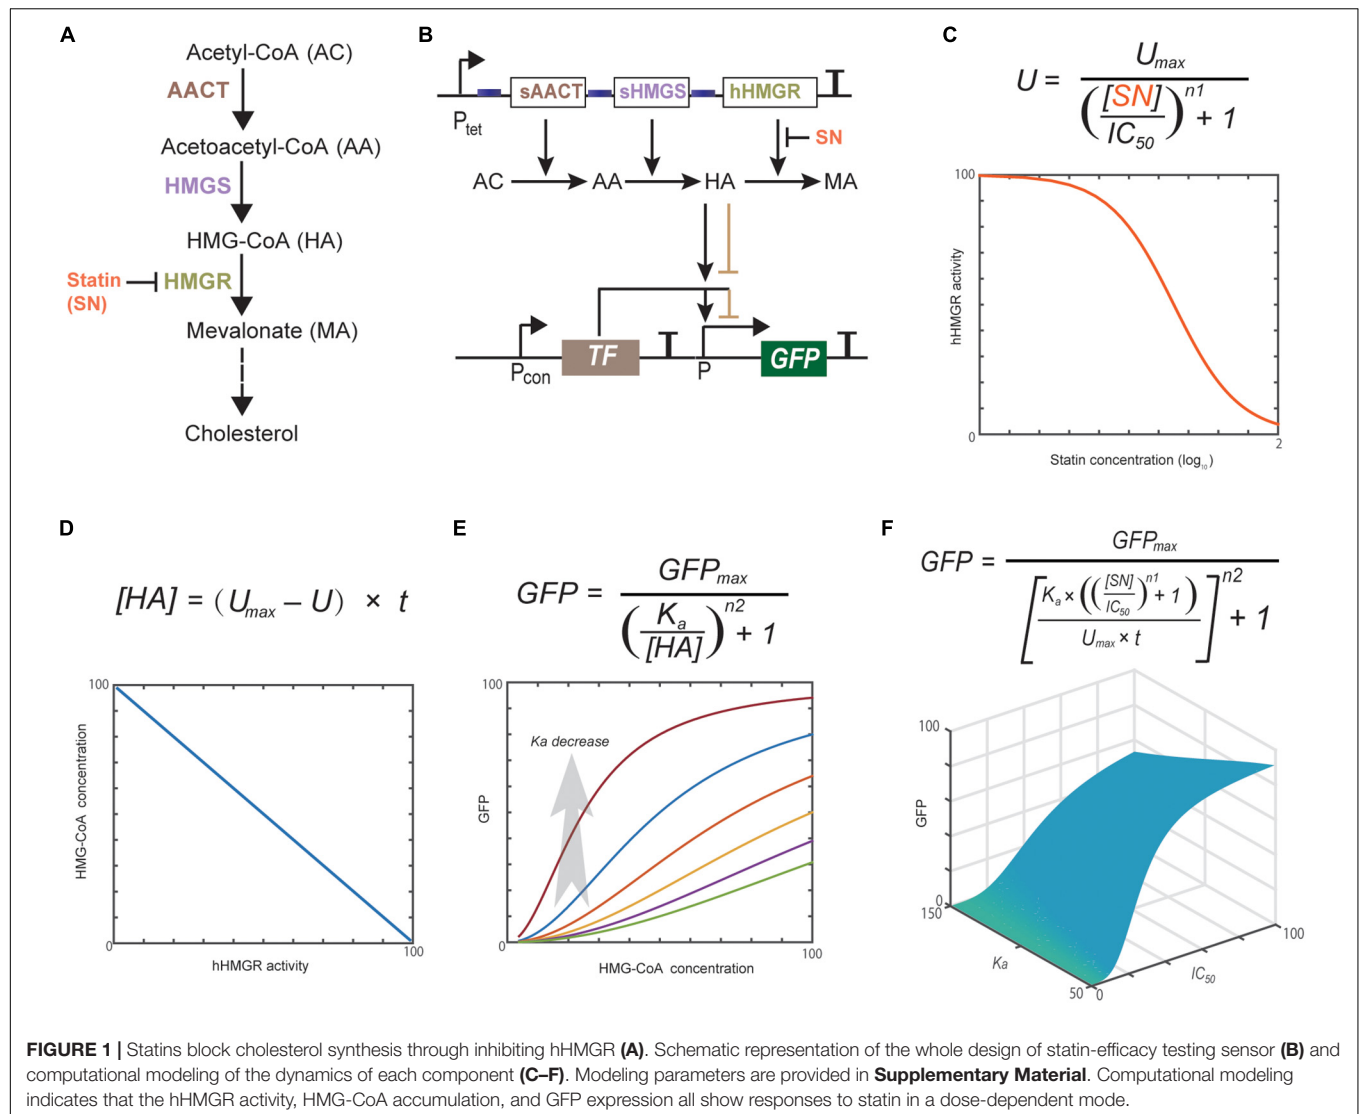 A
Acetyl-CoA (AC)
AACT
Acetoacetyl-CoA (AA)
HMGS
HMG-CoA (HA)
Statin
(SN)
HMGR
Mevalonate (MA)
Cholesterol
B
sAACT
sHMGS
hHMGR
Ptet
SN
AC
AA
HA
MA
Pcon
TF
P
GFP
C
U = Umax / (([SN]/IC50)^n1 + 1)
100
hHMGR activity
0
2
Statin concentration (log10)
D
[HA] = (Umax – U) × t
100
HMG-CoA concentration
0
100
hHMGR activity
E
GFP = GFPmax / ((Ka/[HA])^n2 + 1)
100
Ka decrease
GFP
0
100
HMG-CoA concentration
F
GFP = GFPmax / ([Ka × (([SN]/IC50)^n1 + 1) / Umax × t]^n2 + 1)
100
GFP
0
150
Ka
50
0
IC50
100
FIGURE 1 | Statins block cholesterol synthesis through inhibiting hHMGR (A). Schematic representation of the whole design of statin-efficacy testing sensor (B) and
computational modeling of the dynamics of each component (C–F). Modeling parameters are provided in Supplementary Material. Computational modeling
indicates that the hHMGR activity, HMG-CoA accumulation, and GFP expression all show responses to statin in a dose-dependent mode.